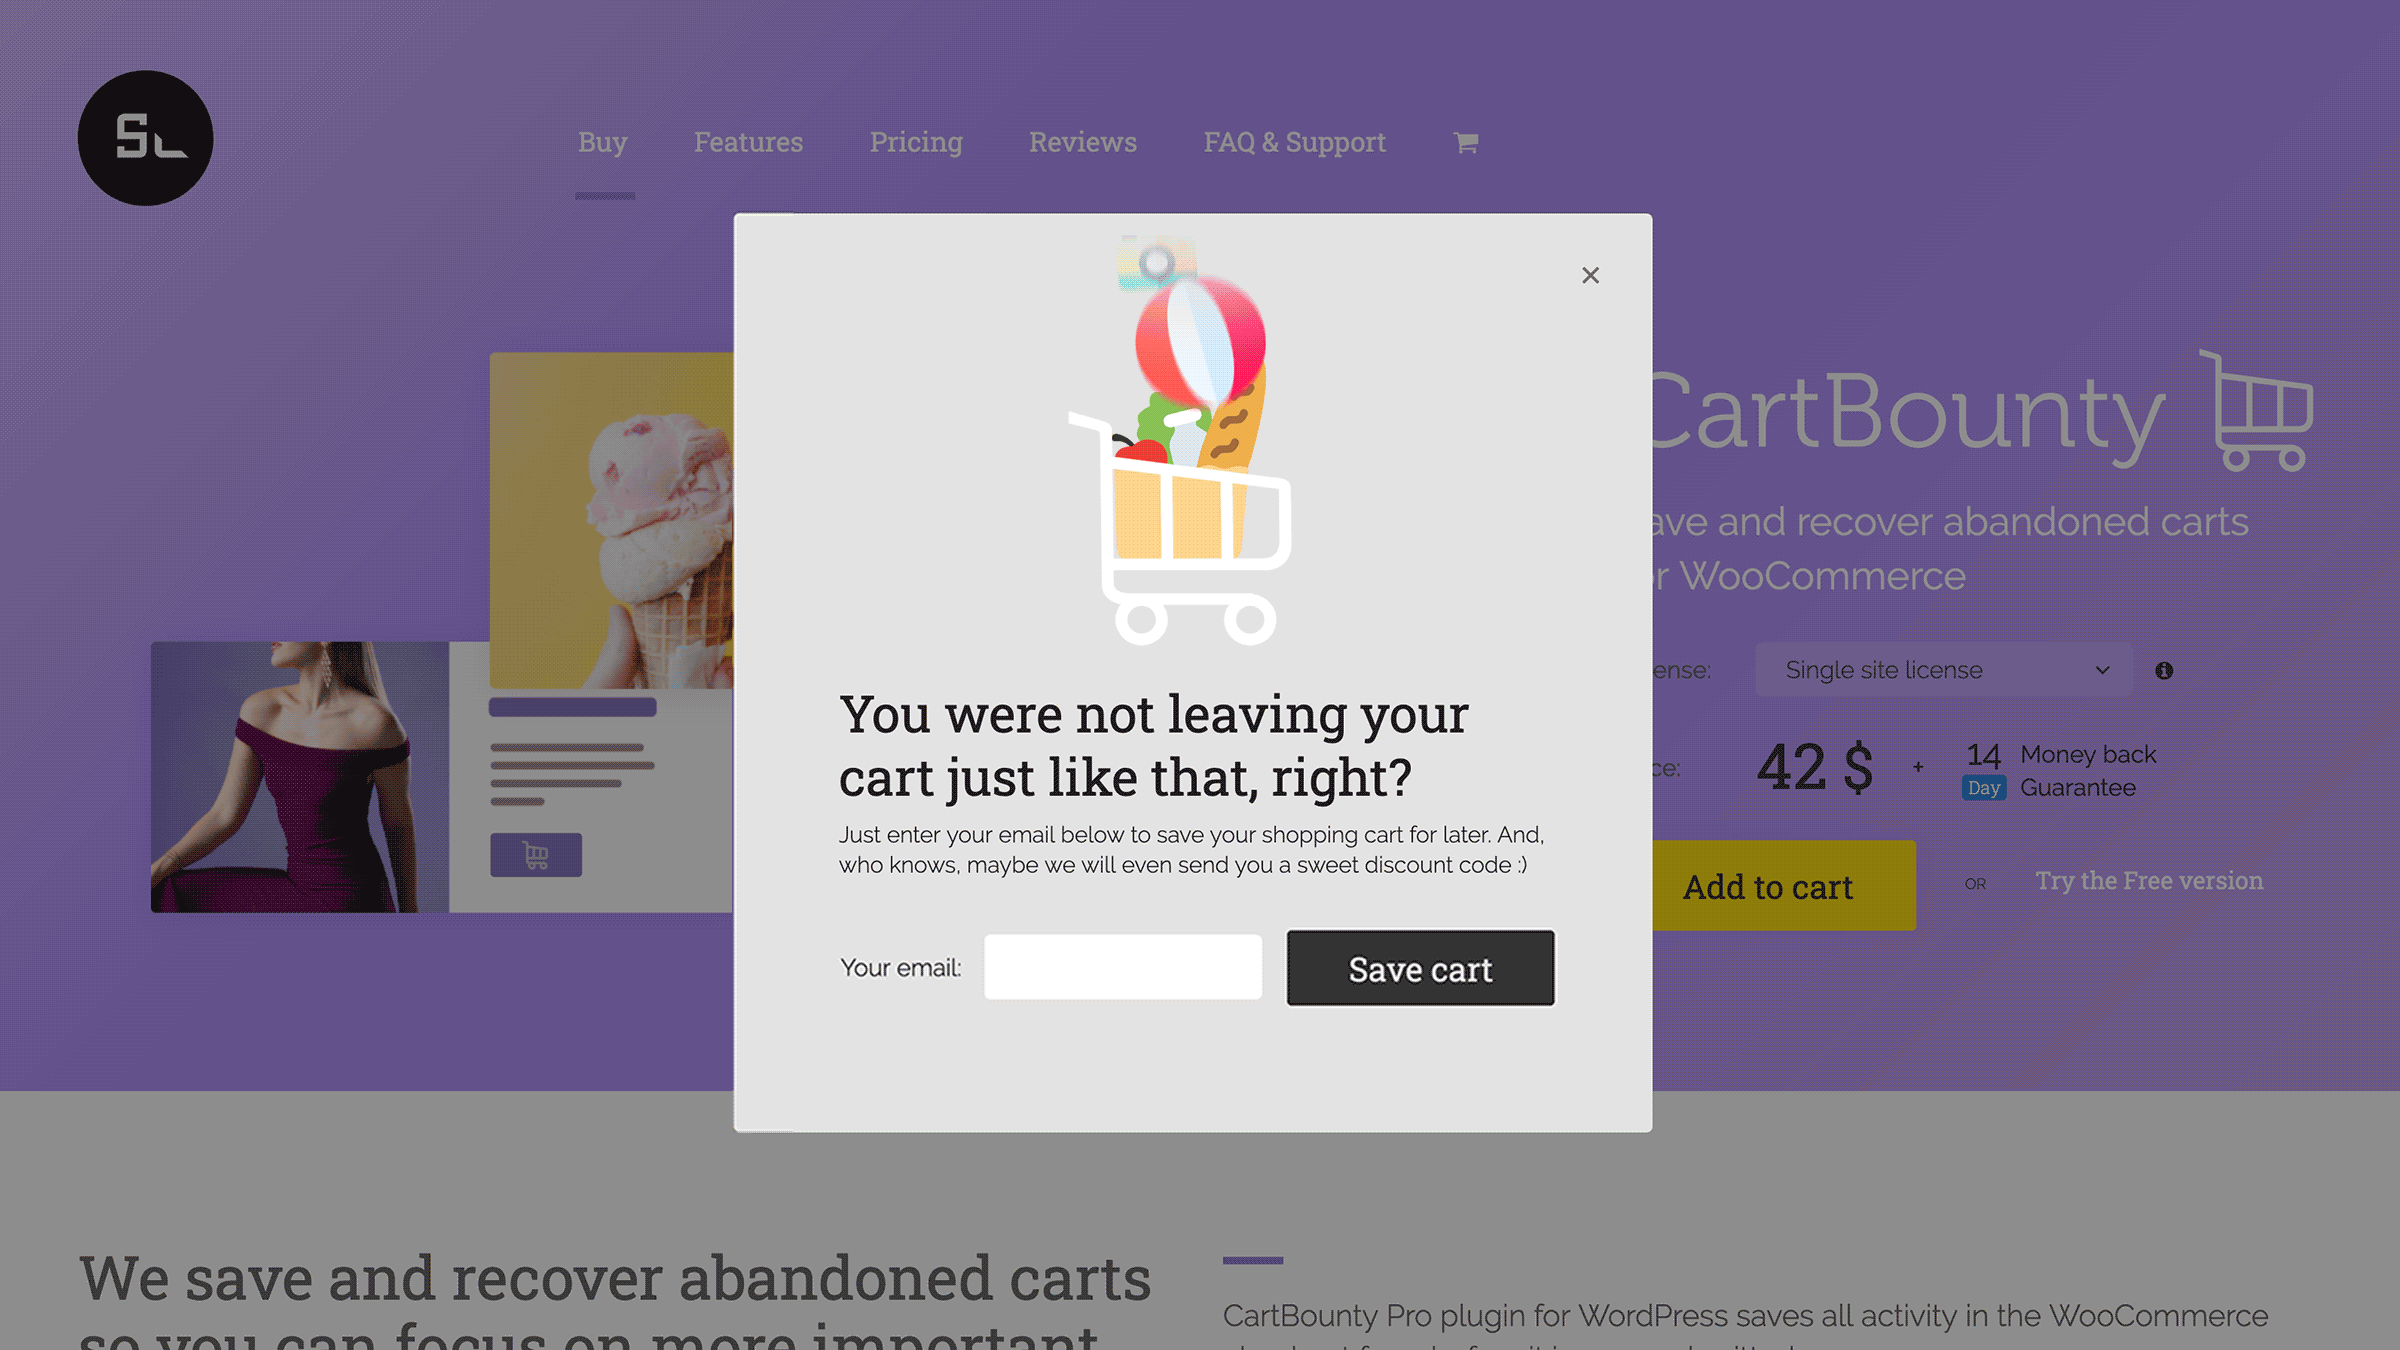 SL
Buy Features Pricing Reviews FAQ & Support
CartBounty
ave and recover abandoned carts
r WooCommerce
ense: Single site license
ce: 42 $ + 14 Day Money back
Guarantee
Add to cart OR Try the Free version
You were not leaving your
cart just like that, right?
Just enter your email below to save your shopping cart for later. And,
who knows, maybe we will even send you a sweet discount code :)
Your email: Save cart
We save and recover abandoned carts
so you can focus on more important
CartBounty Pro plugin for WordPress saves all activity in the WooCommerce